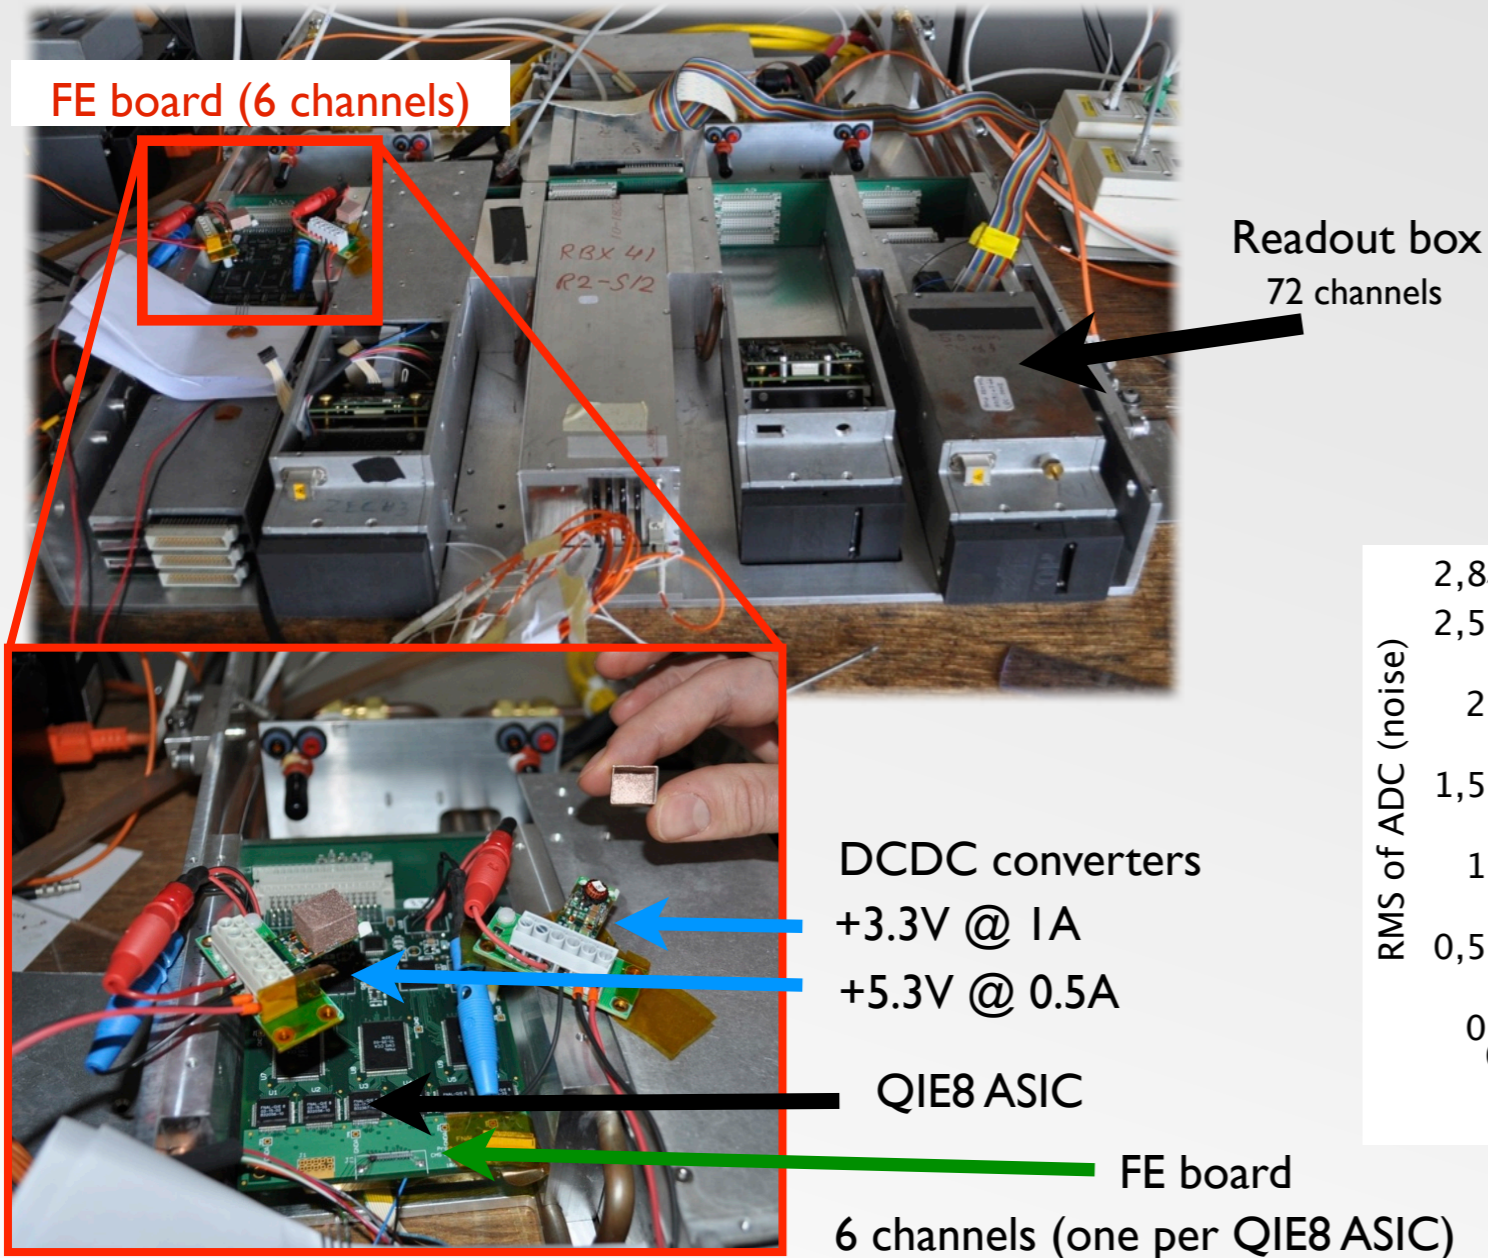 FE board (6 channels)
RBX 41
R2-S12
Readout box
72 channels
DCDC converters
+3.3V @ 1A
+5.3V @ 0.5A
QIE8 ASIC
FE board
6 channels (one per QIE8 ASIC)
RMS of ADC (noise)
2,5
2
1,5
1
0,5
0